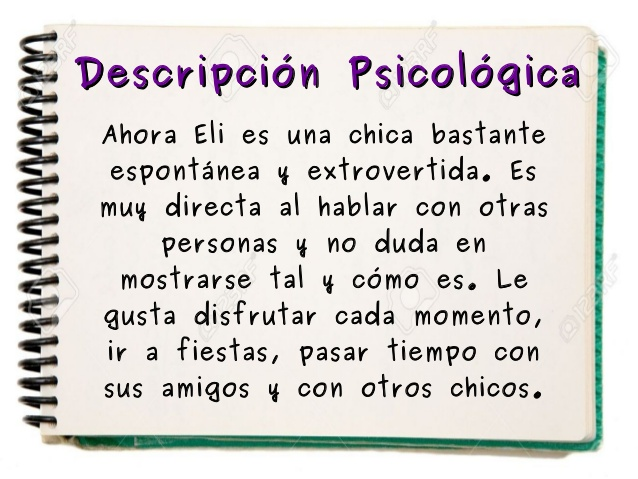 Descripción Psicológica
Ahora Eli es una chica bastante
espontánea y extrovertida. Es
muy directa al hablar con otras
personas y no duda en
mostrarse tal y cómo es. Le
gusta disfrutar cada momento,
ir a fiestas, pasar tiempo con
sus amigos y con otros chicos.